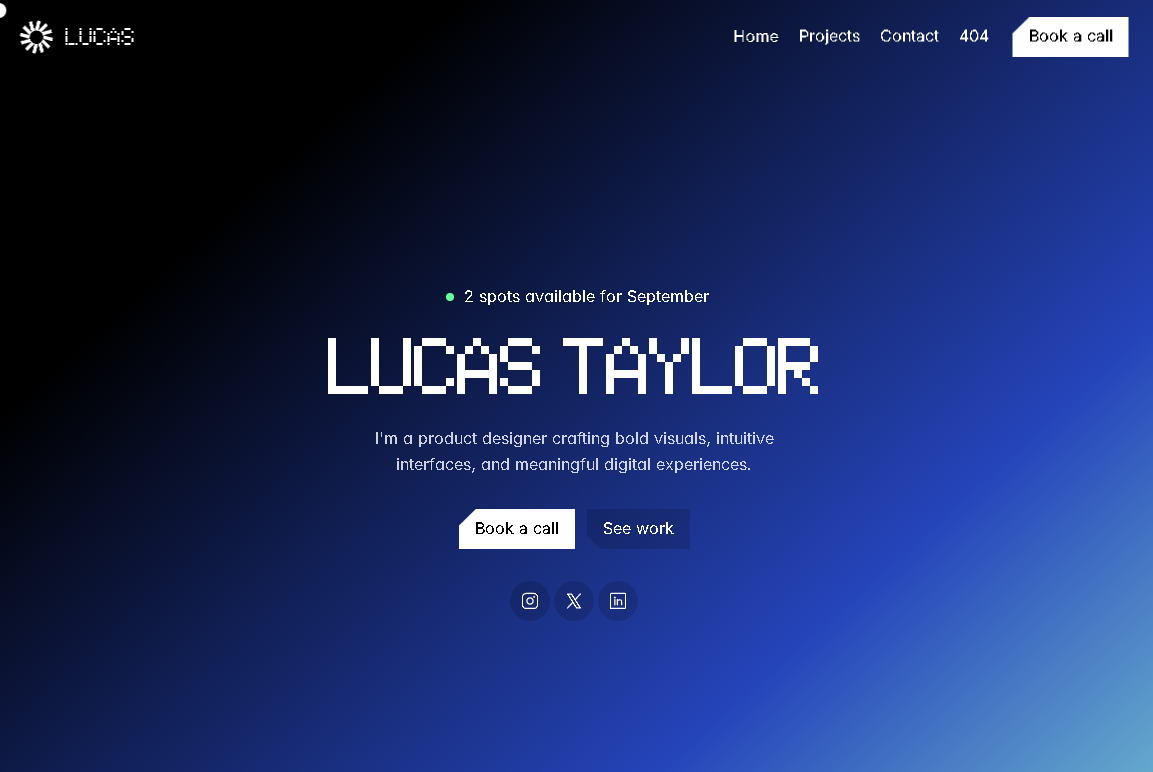 LUCAS
Home
Projects
Contact
404
Book a call
2 spots available for September
LUCAS TAYLOR
I'm a product designer crafting bold visuals, intuitive
interfaces, and meaningful digital experiences.
Book a call
See work